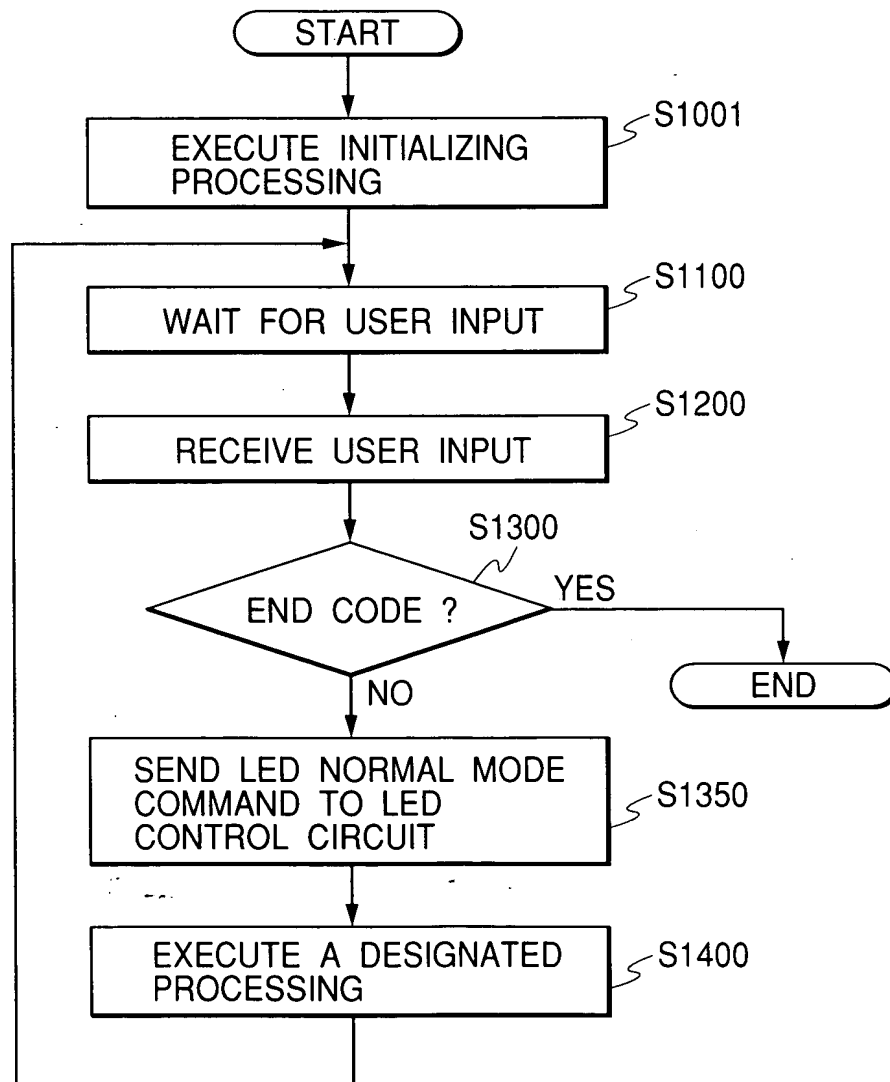 START
S1001
EXECUTE INITIALIZING
PROCESSING
S1100
WAIT FOR USER INPUT
S1200
RECEIVE USER INPUT
S1300
END CODE ?
YES
END
NO
SEND LED NORMAL MODE
COMMAND TO LED
CONTROL CIRCUIT
S1350
EXECUTE A DESIGNATED
PROCESSING
S1400